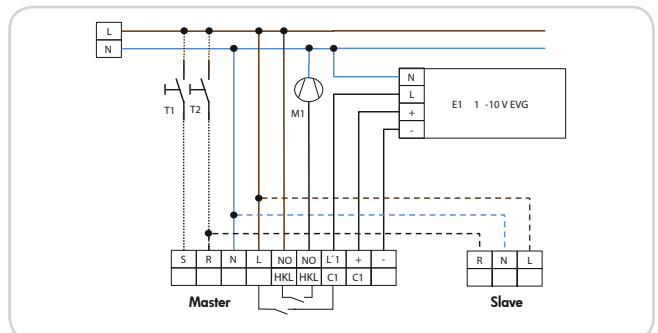 L
N
T1 T2
M1
N
L
+
-
E1 1 -10 V EVG
S R N L NO NO L´1 + -
HKL HKL C1 C1
R N L
Master
Slave